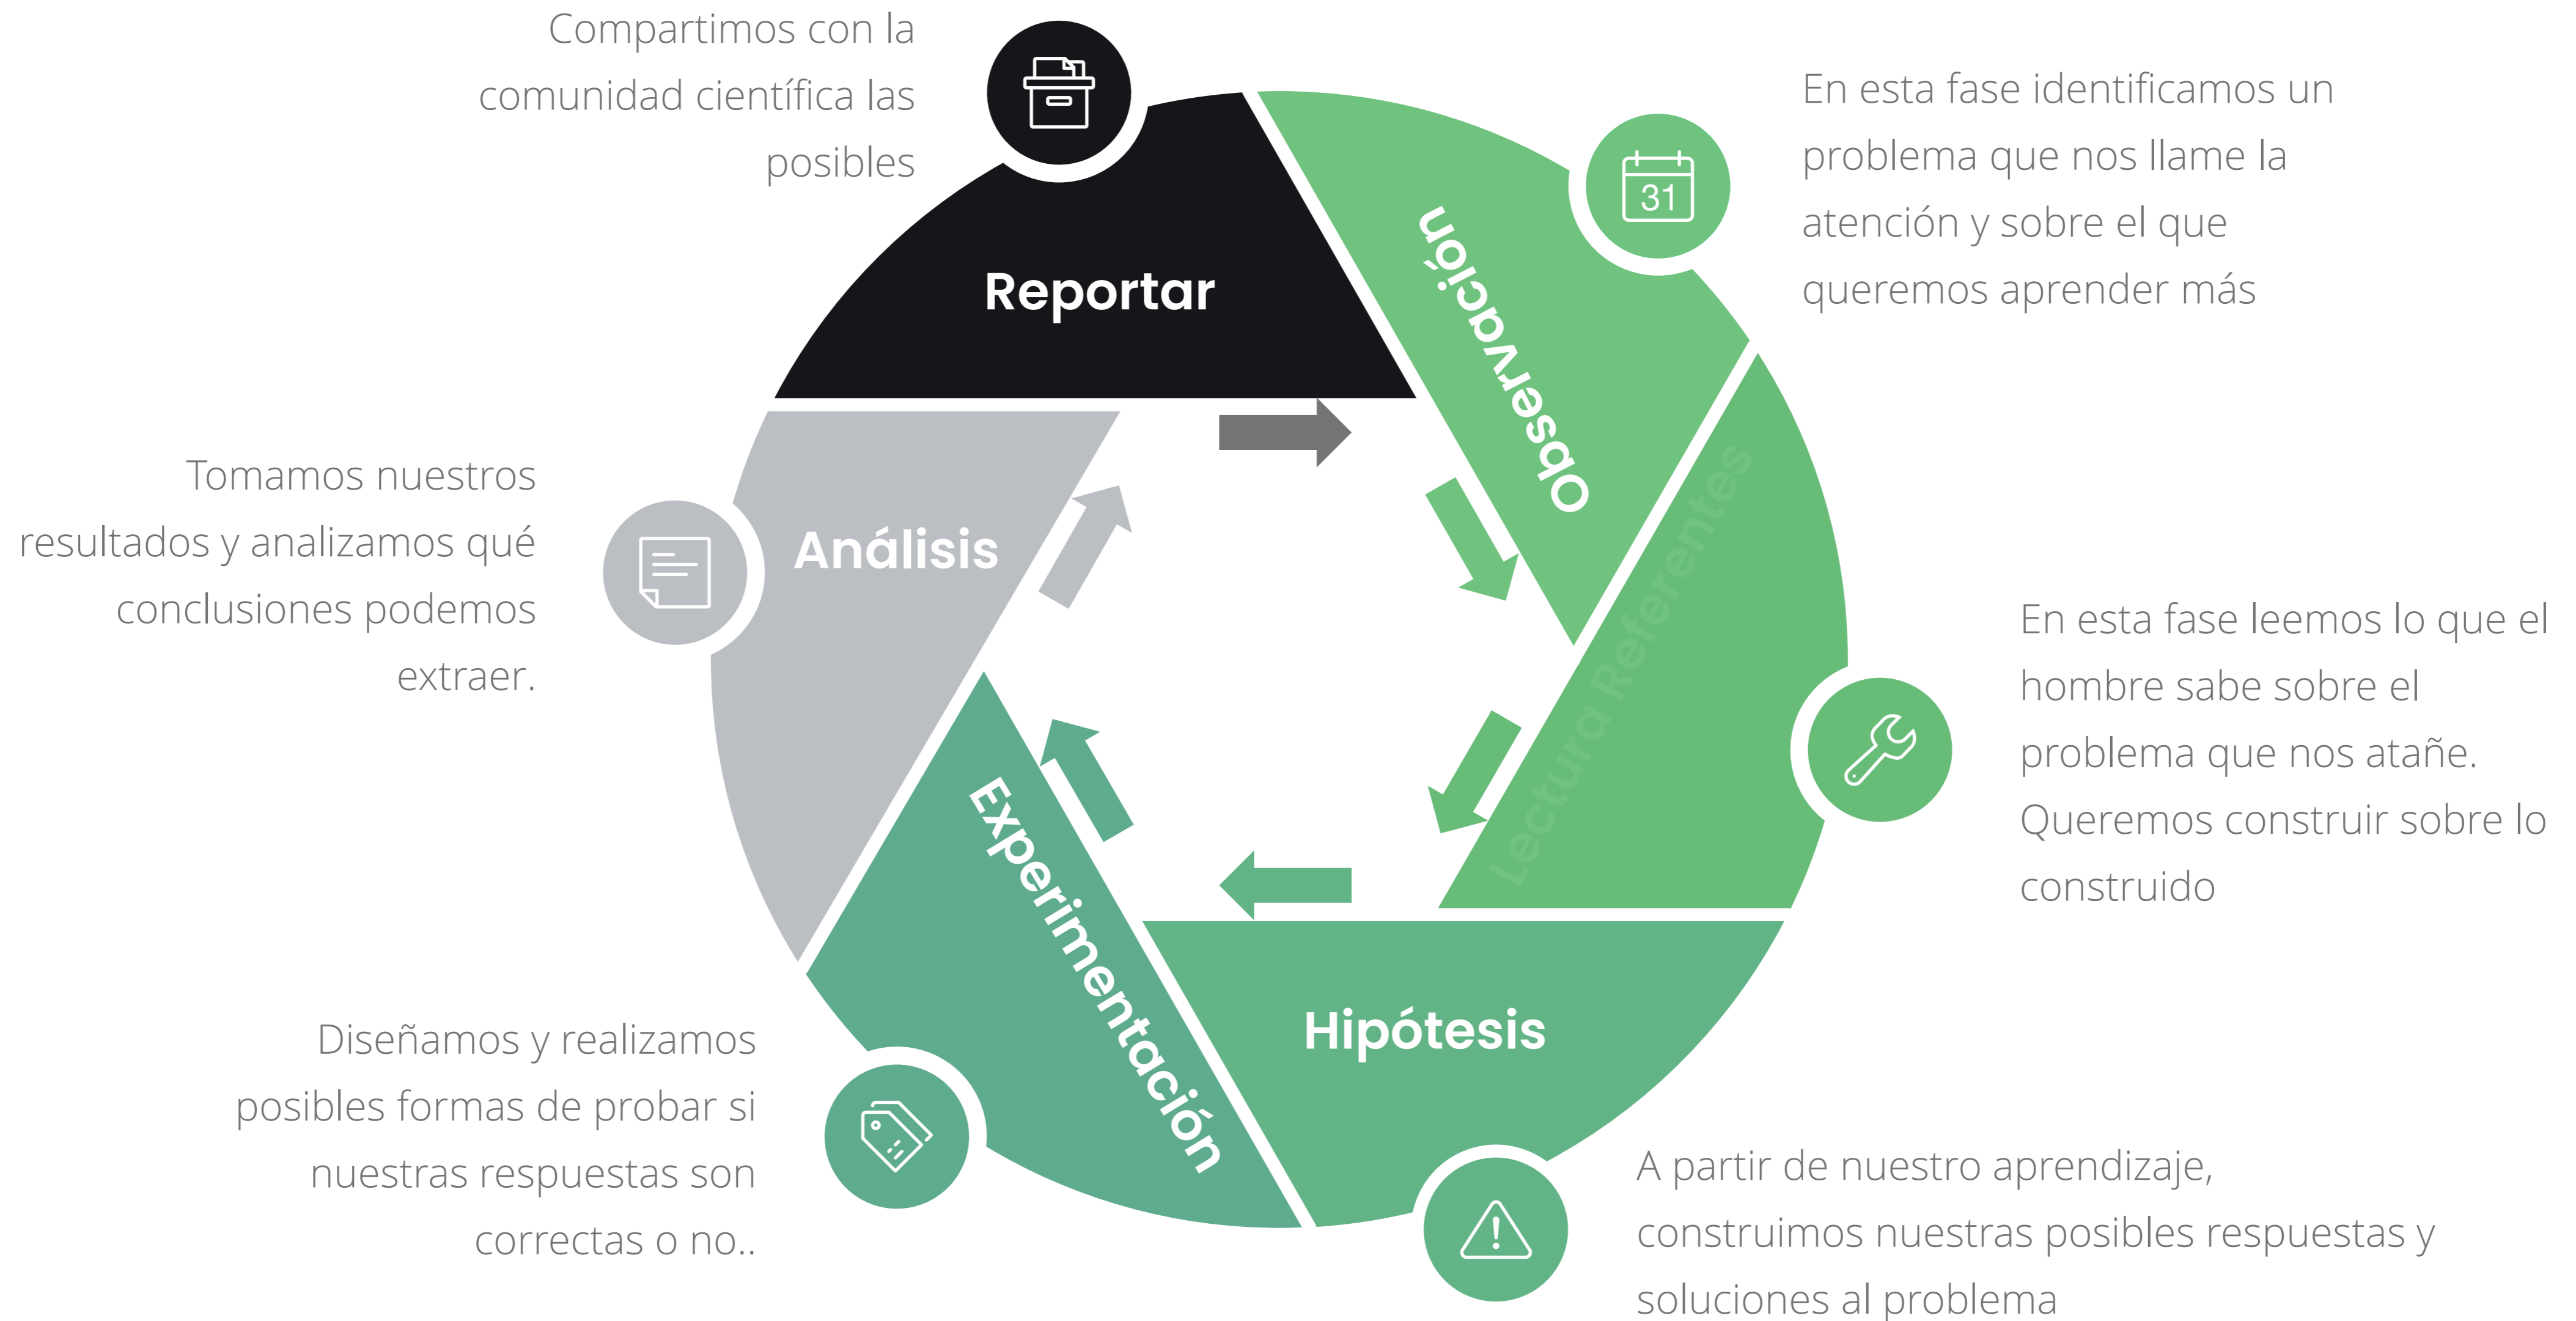 Compartimos con la
comunidad científica las
posibles
Reportar
31
Observación
En esta fase identificamos un
problema que nos llame la
atención y sobre el que
queremos aprender más
Lectura Referentes
En esta fase leemos lo que el
hombre sabe sobre el
problema que nos atañe.
Queremos construir sobre lo
construido
Hipótesis
A partir de nuestro aprendizaje,
construimos nuestras posibles respuestas y
soluciones al problema
Experimentación
Diseñamos y realizamos
posibles formas de probar si
nuestras respuestas son
correctas o no..
Análisis
Tomamos nuestros
resultados y analizamos qué
conclusiones podemos
extraer.